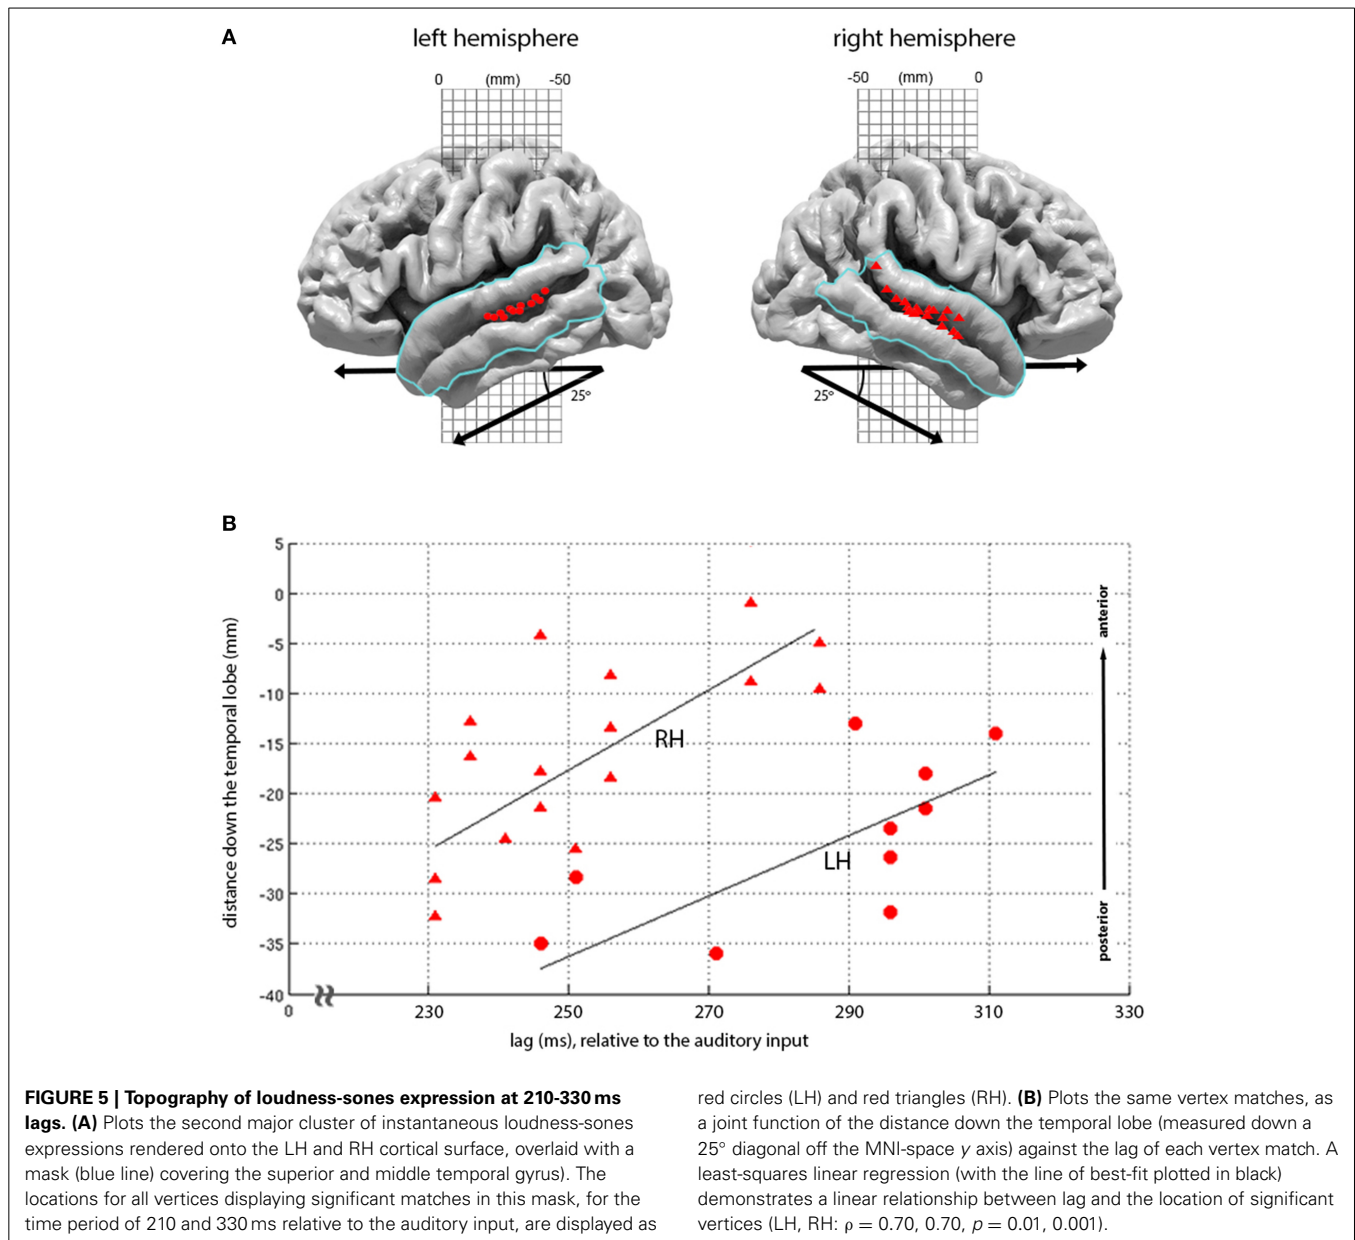 A
left hemisphere
right hemisphere
0 (mm) -50
-50 (mm) 0
25°
25°
B
5
0
-5
-10
-15
-20
-25
-30
-35
-40
distance down the temporal lobe (mm)
RH
LH
anterior
posterior
0 230 250 270 290 310 330
lag (ms), relative to the auditory input
FIGURE 5 | Topography of loudness-sones expression at 210-330 ms
lags. (A) Plots the second major cluster of instantaneous loudness-sones
expressions rendered onto the LH and RH cortical surface, overlaid with a
mask (blue line) covering the superior and middle temporal gyrus). The
locations for all vertices displaying significant matches in this mask, for the
time period of 210 and 330 ms relative to the auditory input, are displayed as
red circles (LH) and red triangles (RH). (B) Plots the same vertex matches, as
a joint function of the distance down the temporal lobe (measured down a
25° diagonal off the MNI-space y axis) against the lag of each vertex match. A
least-squares linear regression (with the line of best-fit plotted in black)
demonstrates a linear relationship between lag and the location of significant
vertices (LH, RH: ρ = 0.70, 0.70, p = 0.01, 0.001).